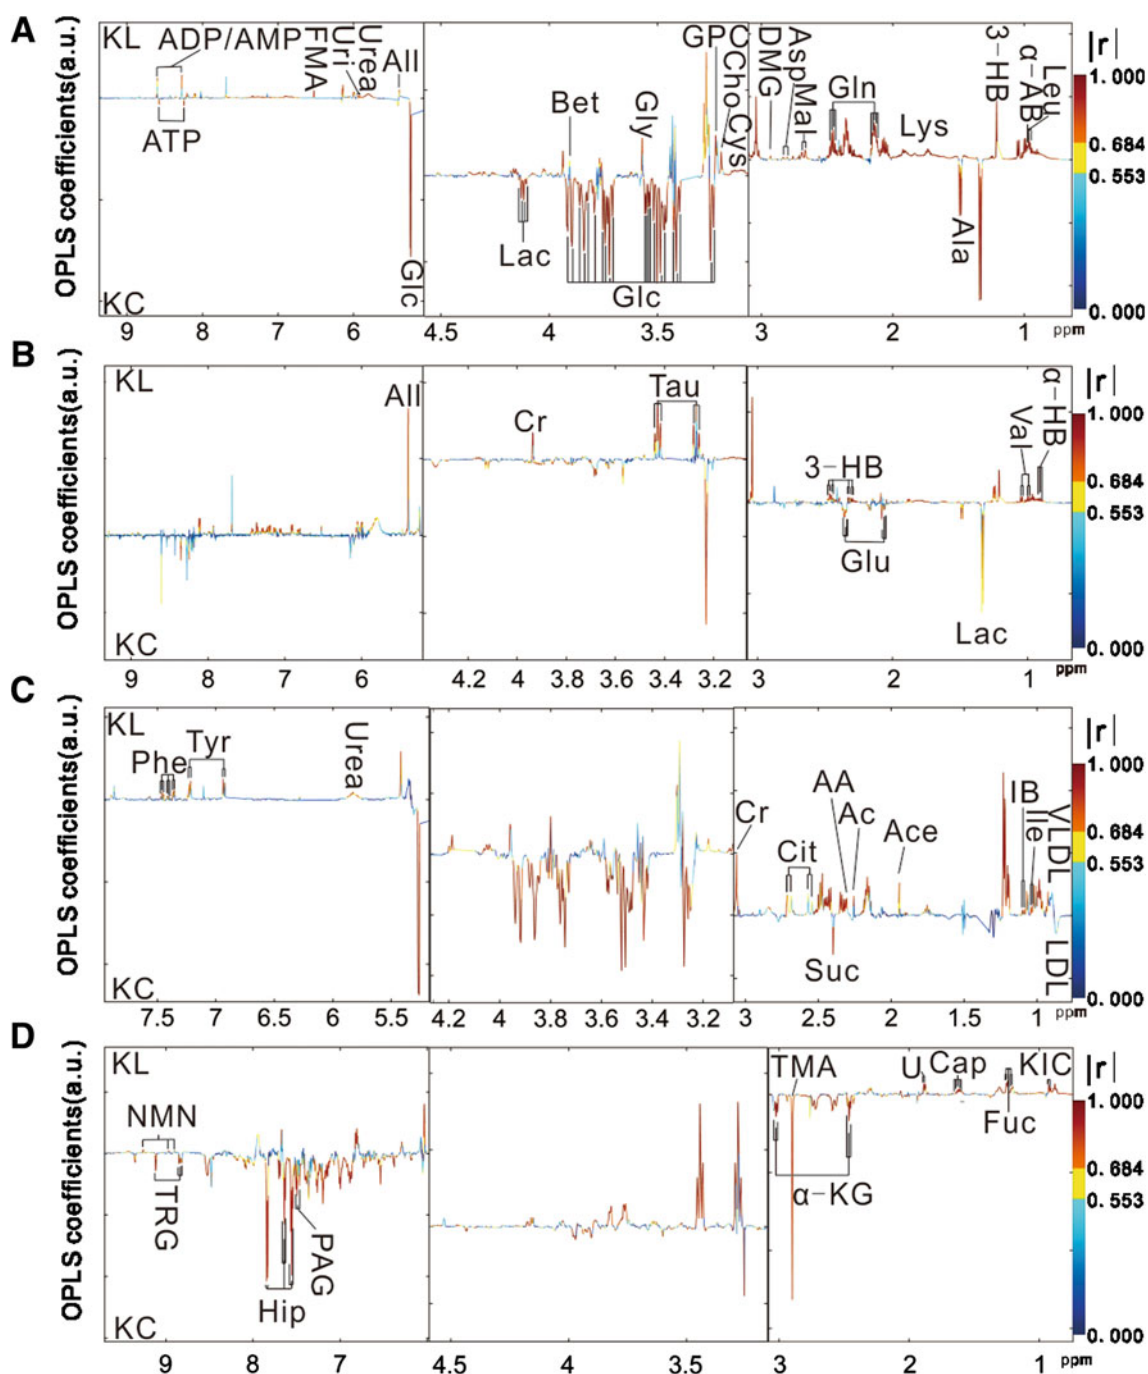 A
OPLS coefficients(a.u.)
KL
ADP/AMP
FMA
Uri
Urea
All
ATP
Glc
KC
9 8 7 6
Bet
Gly
GPC
Cho
Cys
Lac
Glc
4.5 4 3.5
DMG
Asp
Mal
Gln
Lys
3-HB
α-AB
Leu
Ala
3 2 1 ppm
|r|
1.000
0.684
0.553
0.000
B
OPLS coefficients(a.u.)
KL
All
KC
9 8 7 6
Cr
Tau
4.2 4 3.8 3.6 3.4 3.2
3-HB
Val
α-HB
Glu
Lac
3 2 1 ppm
|r|
1.000
0.684
0.553
0.000
C
OPLS coefficients(a.u.)
KL
Phe
Tyr
Urea
KC
7.5 7 6.5 6 5.5
4.2 4 3.8 3.6 3.4 3.2
Cr
Cit
AA
Ac
Ace
IB
Ile
VLDL
Suc
LDL
3 2.5 2 1.5 1 ppm
|r|
1.000
0.684
0.553
0.000
D
OPLS coefficients(a.u.)
KL
NMN
TRG
Hip
PAG
KC
9 8 7 6
4.5 4 3.5
TMA
U
Cap
KIC
Fuc
α-KG
3 2 1 ppm
|r|
1.000
0.684
0.553
0.000